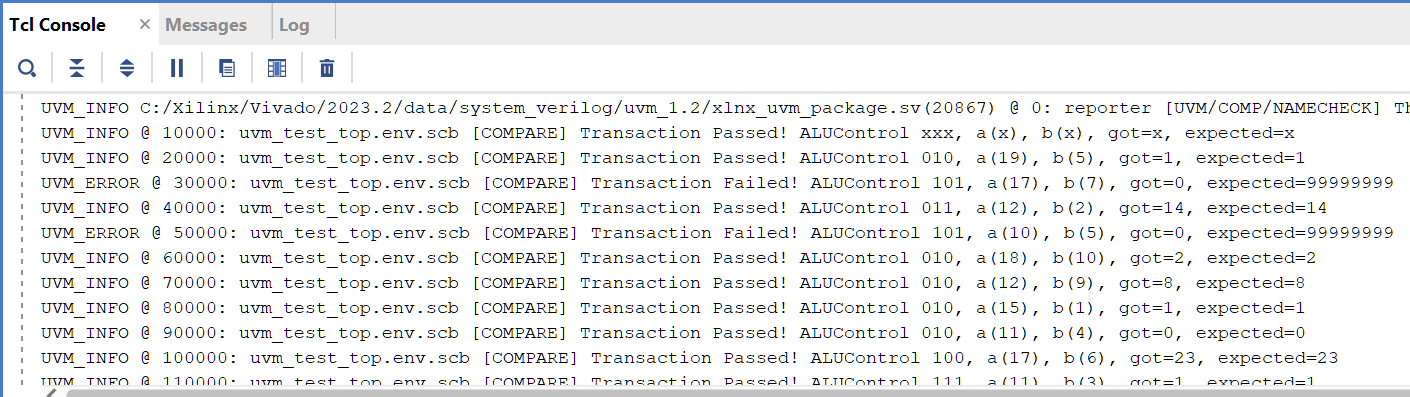 Tcl Console × Messages Log
UVM_INFO C:/Xilinx/Vivado/2023.2/data/system_verilog/uvm_1.2/xlnx_uvm_package.sv(20867) @ 0: reporter [UVM/COMP/NAMECHECK] Th
UVM_INFO @ 10000: uvm_test_top.env.scb [COMPARE] Transaction Passed! ALUControl xxx, a(x), b(x), got=x, expected=x
UVM_INFO @ 20000: uvm_test_top.env.scb [COMPARE] Transaction Passed! ALUControl 010, a(19), b(5), got=1, expected=1
UVM_ERROR @ 30000: uvm_test_top.env.scb [COMPARE] Transaction Failed! ALUControl 101, a(17), b(7), got=0, expected=99999999
UVM_INFO @ 40000: uvm_test_top.env.scb [COMPARE] Transaction Passed! ALUControl 011, a(12), b(2), got=14, expected=14
UVM_ERROR @ 50000: uvm_test_top.env.scb [COMPARE] Transaction Failed! ALUControl 101, a(10), b(5), got=0, expected=99999999
UVM_INFO @ 60000: uvm_test_top.env.scb [COMPARE] Transaction Passed! ALUControl 010, a(18), b(10), got=2, expected=2
UVM_INFO @ 70000: uvm_test_top.env.scb [COMPARE] Transaction Passed! ALUControl 010, a(12), b(9), got=8, expected=8
UVM_INFO @ 80000: uvm_test_top.env.scb [COMPARE] Transaction Passed! ALUControl 010, a(15), b(1), got=1, expected=1
UVM_INFO @ 90000: uvm_test_top.env.scb [COMPARE] Transaction Passed! ALUControl 010, a(11), b(4), got=0, expected=0
UVM_INFO @ 100000: uvm_test_top.env.scb [COMPARE] Transaction Passed! ALUControl 100, a(17), b(6), got=23, expected=23
UVM_INFO @ 110000: uvm_test_top.env.scb [COMPARE] Transaction Passed! ALUControl 111, a(11), b(3), got=1, expected=1